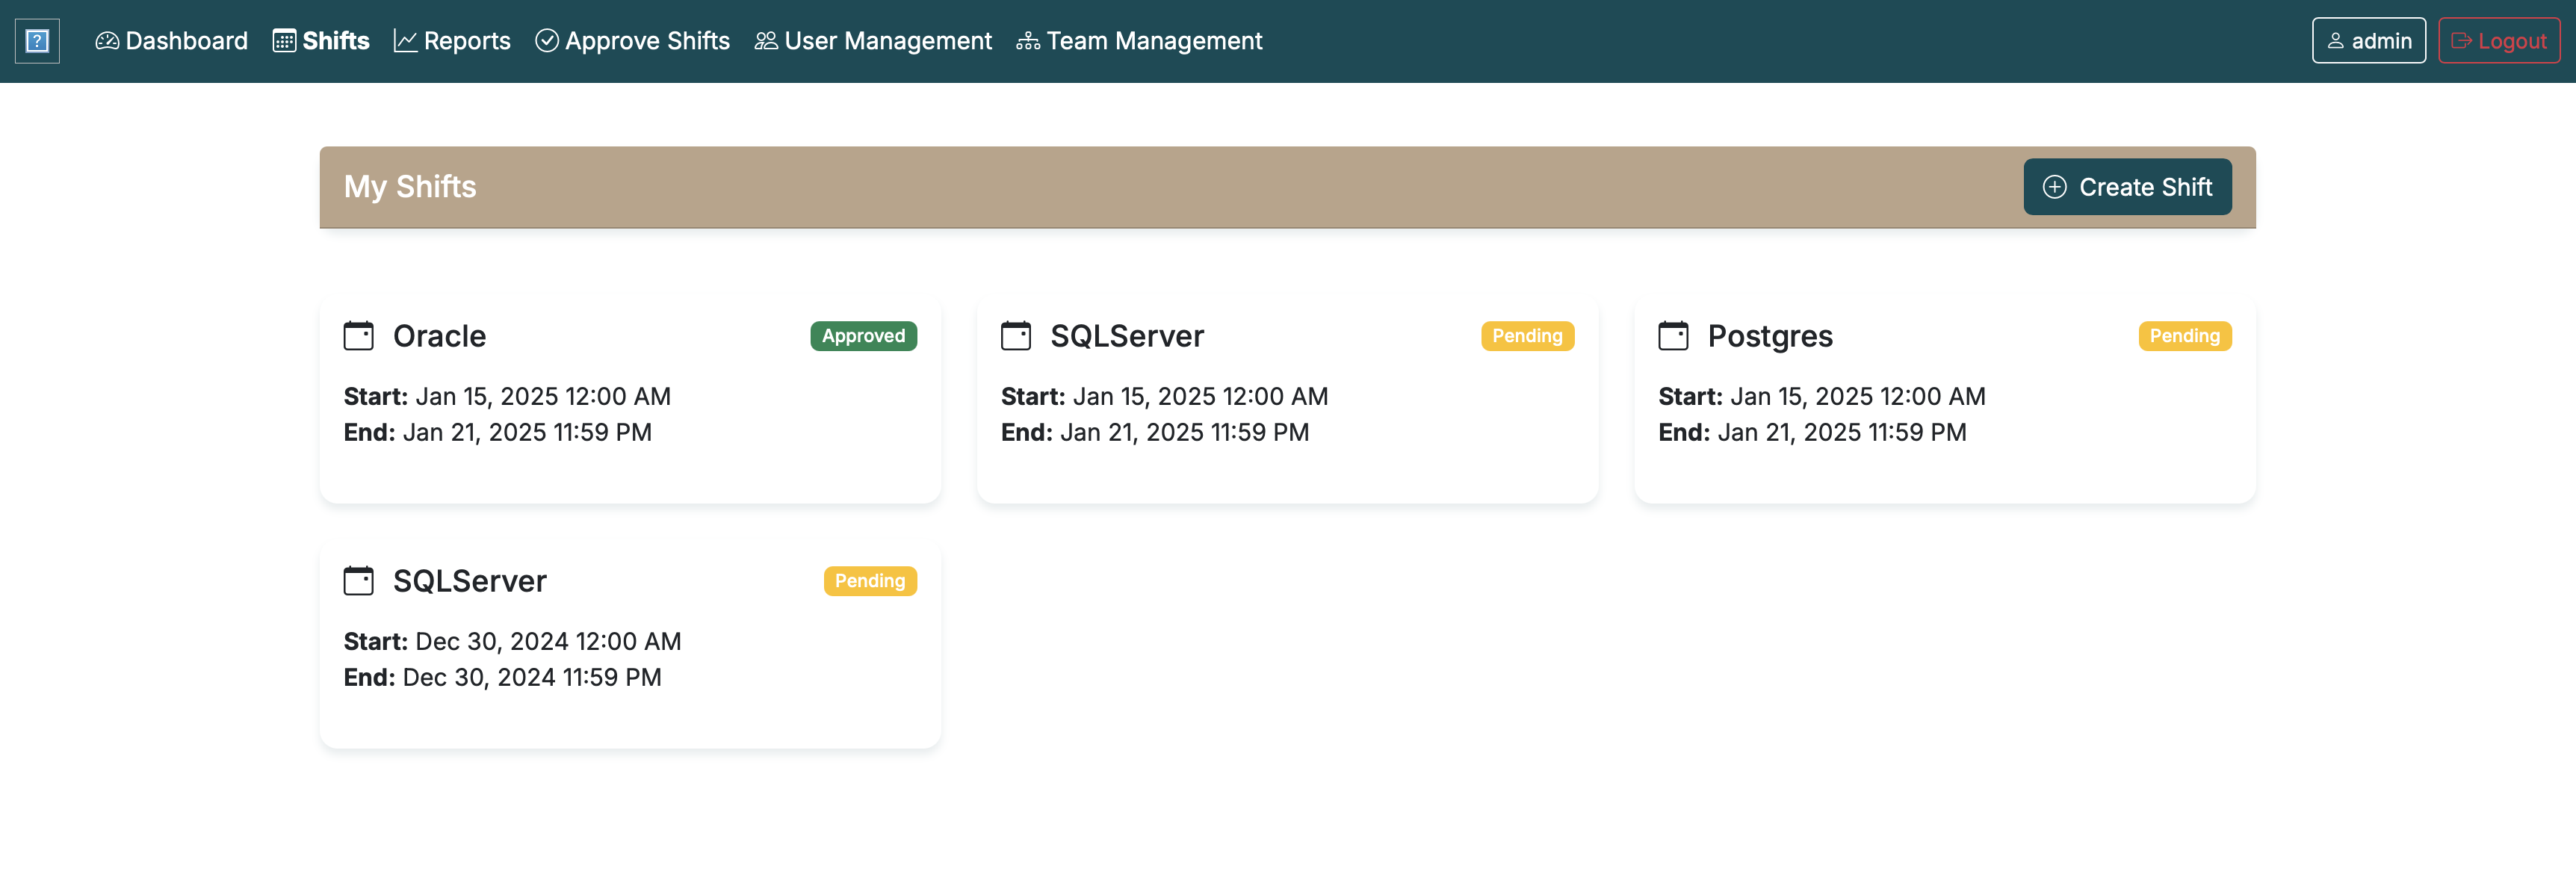 Dashboard Shifts Reports Approve Shifts User Management Team Management admin Logout
My Shifts Create Shift
Oracle Approved
Start: Jan 15, 2025 12:00 AM
End: Jan 21, 2025 11:59 PM
SQLServer Pending
Start: Jan 15, 2025 12:00 AM
End: Jan 21, 2025 11:59 PM
Postgres Pending
Start: Jan 15, 2025 12:00 AM
End: Jan 21, 2025 11:59 PM
SQLServer Pending
Start: Dec 30, 2024 12:00 AM
End: Dec 30, 2024 11:59 PM